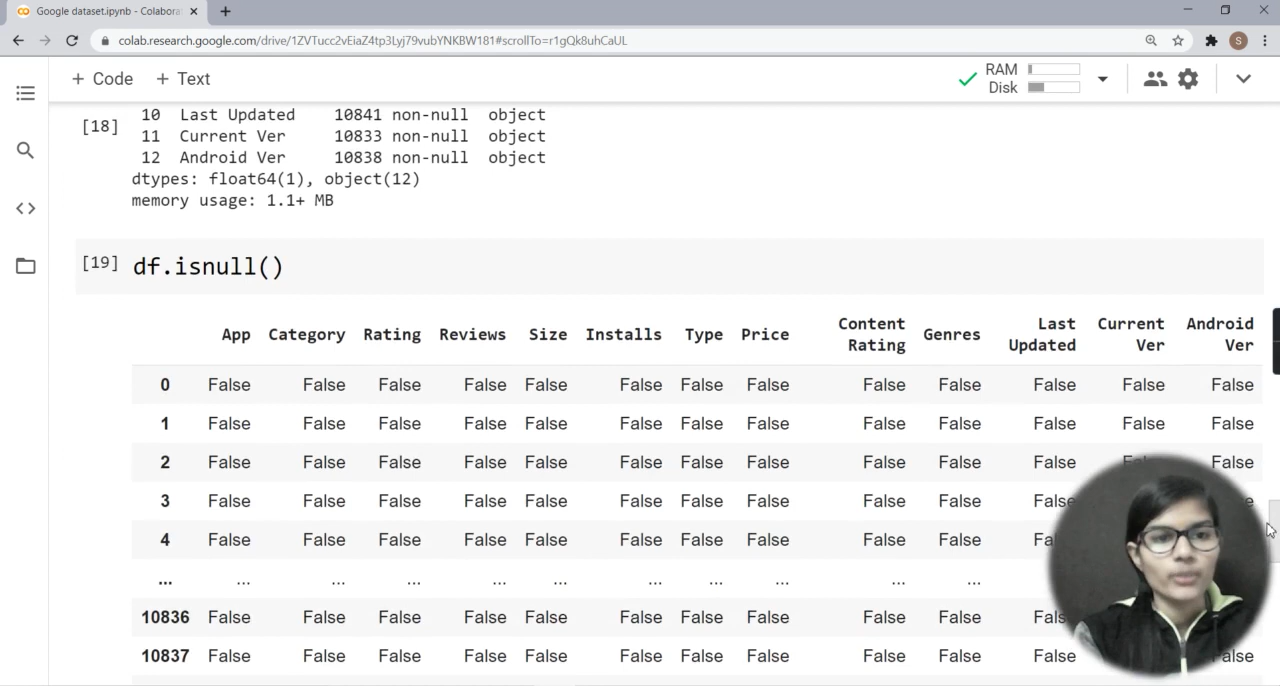 Google dataset.ipynb - Colabora
colab.research.google.com/drive/1ZVTucc2vEiaZ4tp3Lyj79vubYNKBW181#scrollTo=r1gQk8uhCaUL
S
+ Code + Text
RAM
Disk
10 Last Updated 10841 non-null object
[18] 11 Current Ver 10833 non-null object
12 Android Ver 10838 non-null object
dtypes: float64(1), object(12)
memory usage: 1.1+ MB
[19] df.isnull()
App Category Rating Reviews Size Installs Type Price Content Rating Genres Last Updated Current Ver Android Ver
0 False False False False False False False False False False False False False
1 False False False False False False False False False False False False False
2 False False False False False False False False False False False False
3 False False False False False False False False False False False
4 False False False False False False False False False False
... ... ... ... ... ... ... ... ... ... ...
10836 False False False False False False False False False False
10837 False False False False False False False False False False False